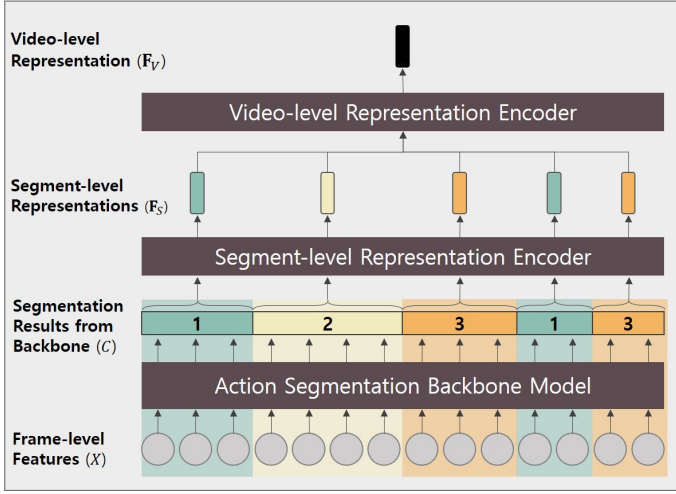 Video-level
Representation (F_V)
Video-level Representation Encoder
Segment-level
Representations (F_S)
Segment-level Representation Encoder
Segmentation
Results from
Backbone (C)
1 2 3 1 3
Action Segmentation Backbone Model
Frame-level
Features (X)